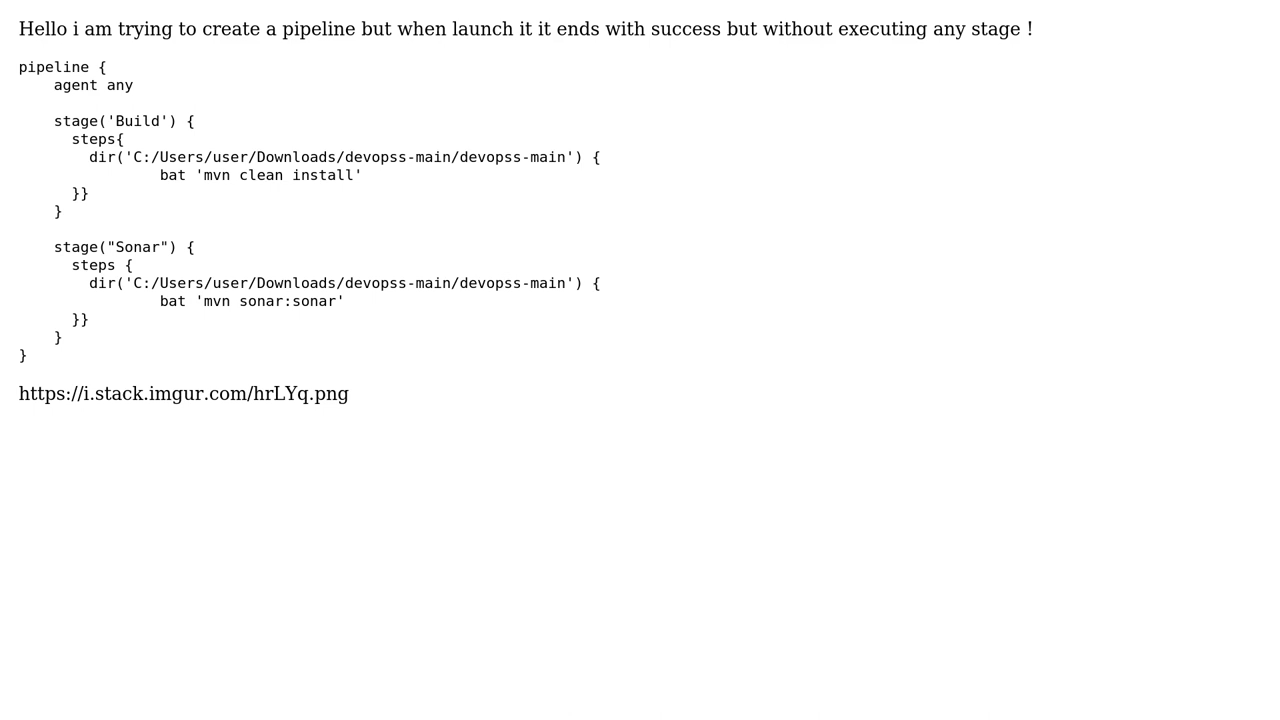 Hello i am trying to create a pipeline but when launch it it ends with success but without executing any stage !
pipeline {
    agent any
    stage('Build') {
      steps{
        dir('C:/Users/user/Downloads/devopss-main/devopss-main') {
                bat 'mvn clean install'
      }}
    }
    stage("Sonar") {
      steps {
        dir('C:/Users/user/Downloads/devopss-main/devopss-main') {
                bat 'mvn sonar:sonar'
      }}
    }
}
https://i.stack.imgur.com/hrLYq.png